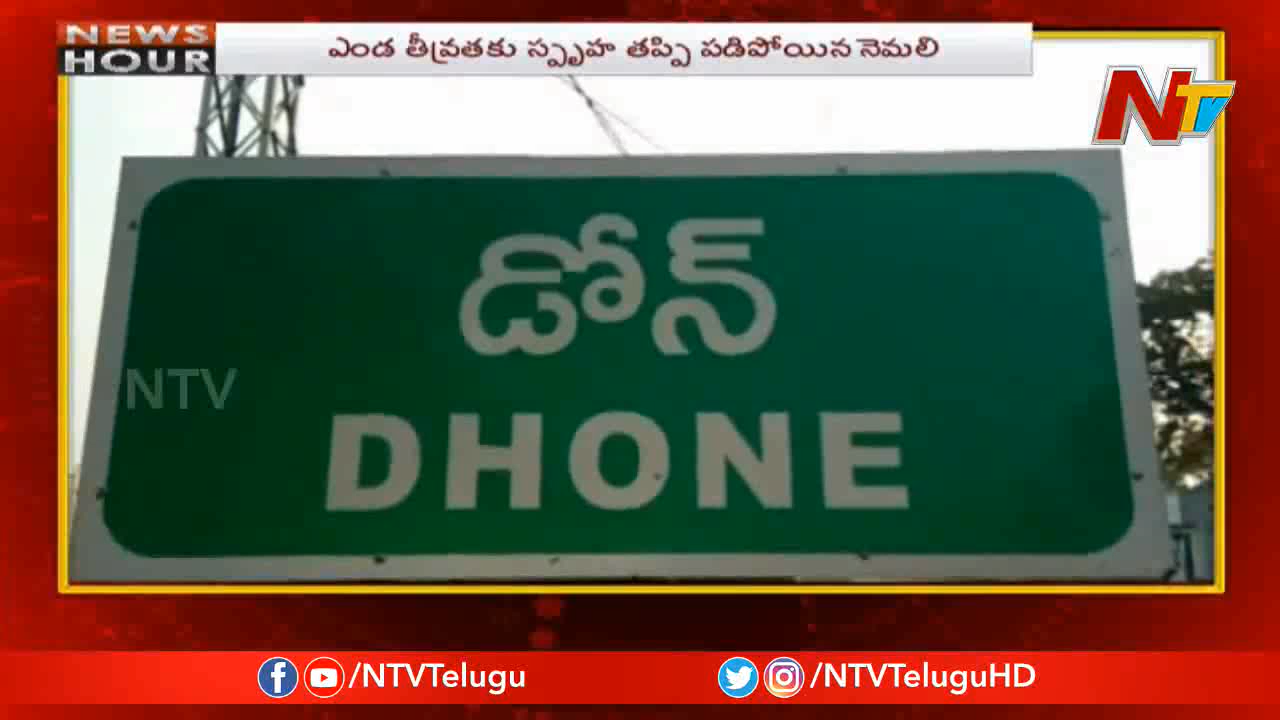 NEWS
HOUR
ఎండ తీవ్రతకు స్పృహ తప్పి పడిపోయిన నెమలి
NTV
డోన్
NTV
DHONE
/NTVTelugu
/NTVTeluguHD